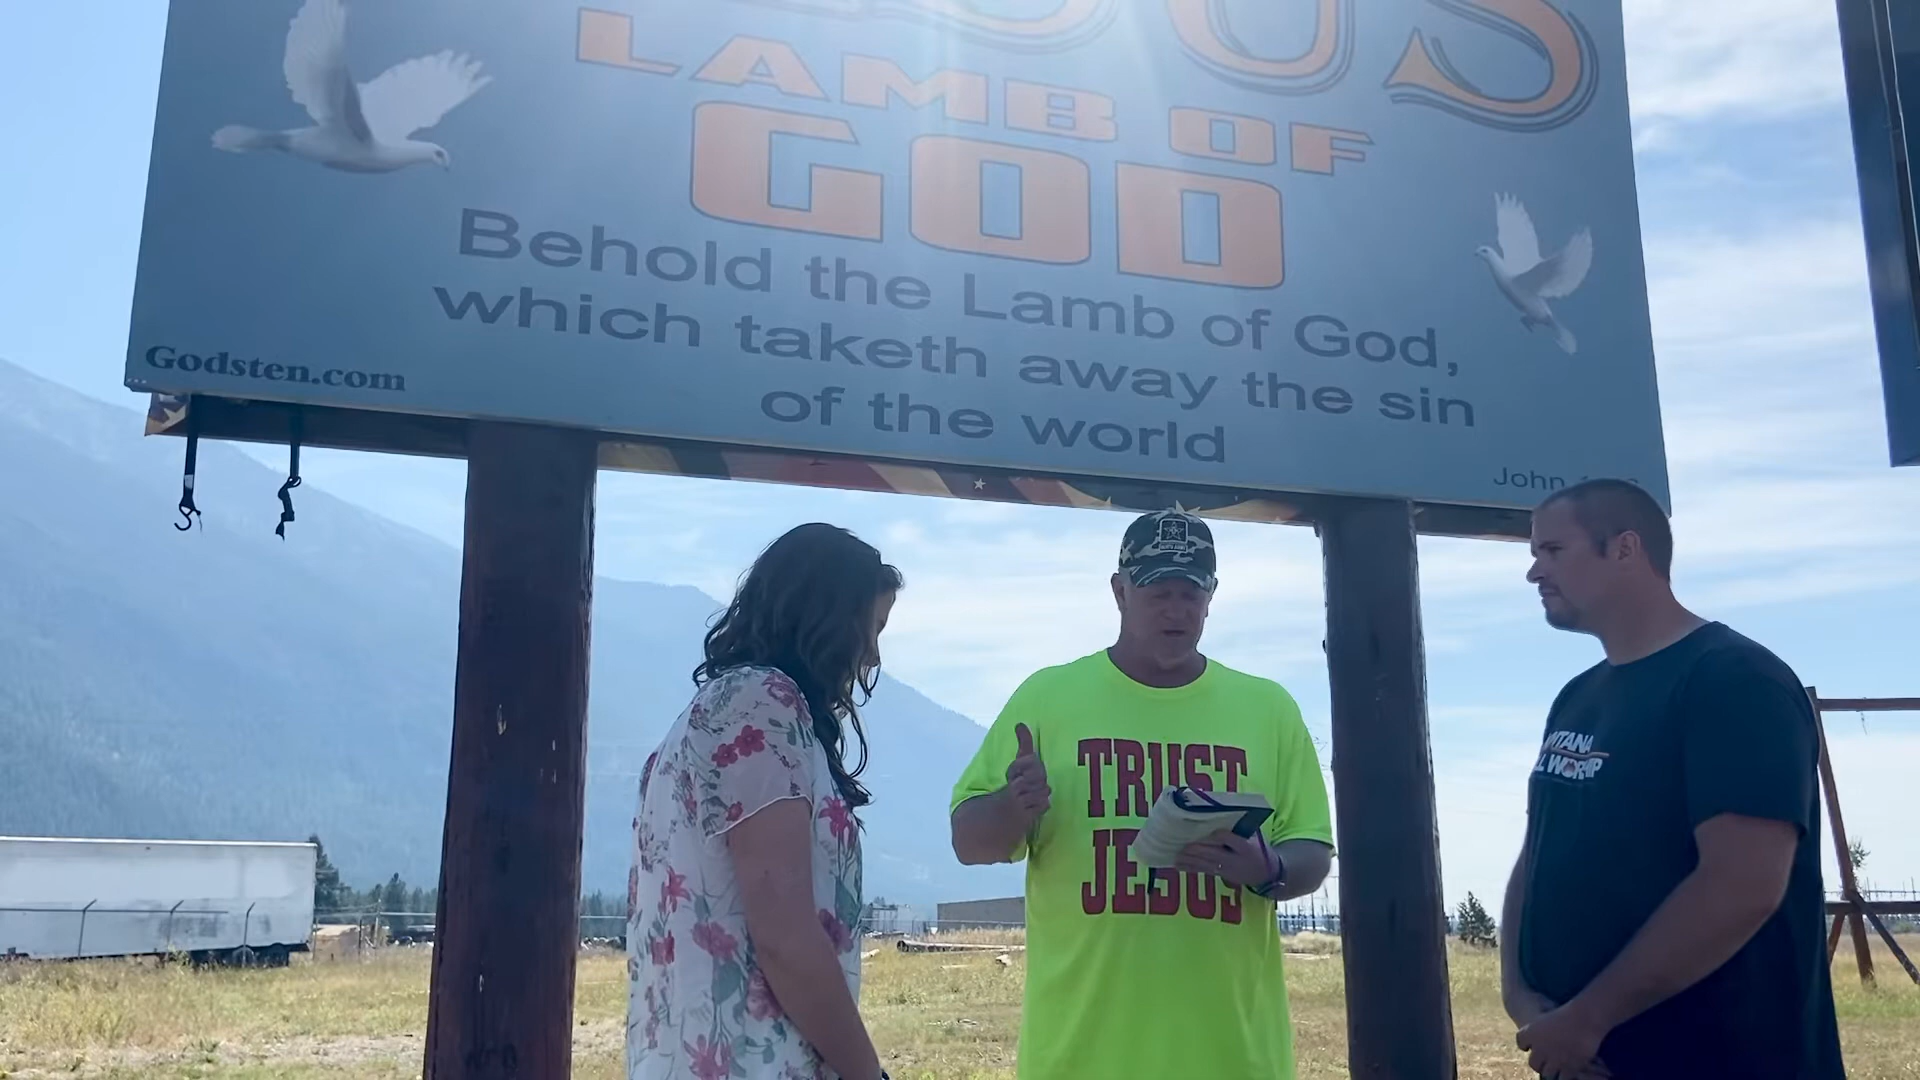 LAMB OF
GOD
Behold the Lamb of God,
which taketh away the sin
of the world
Godsten.com
John
TRUST
JESUS